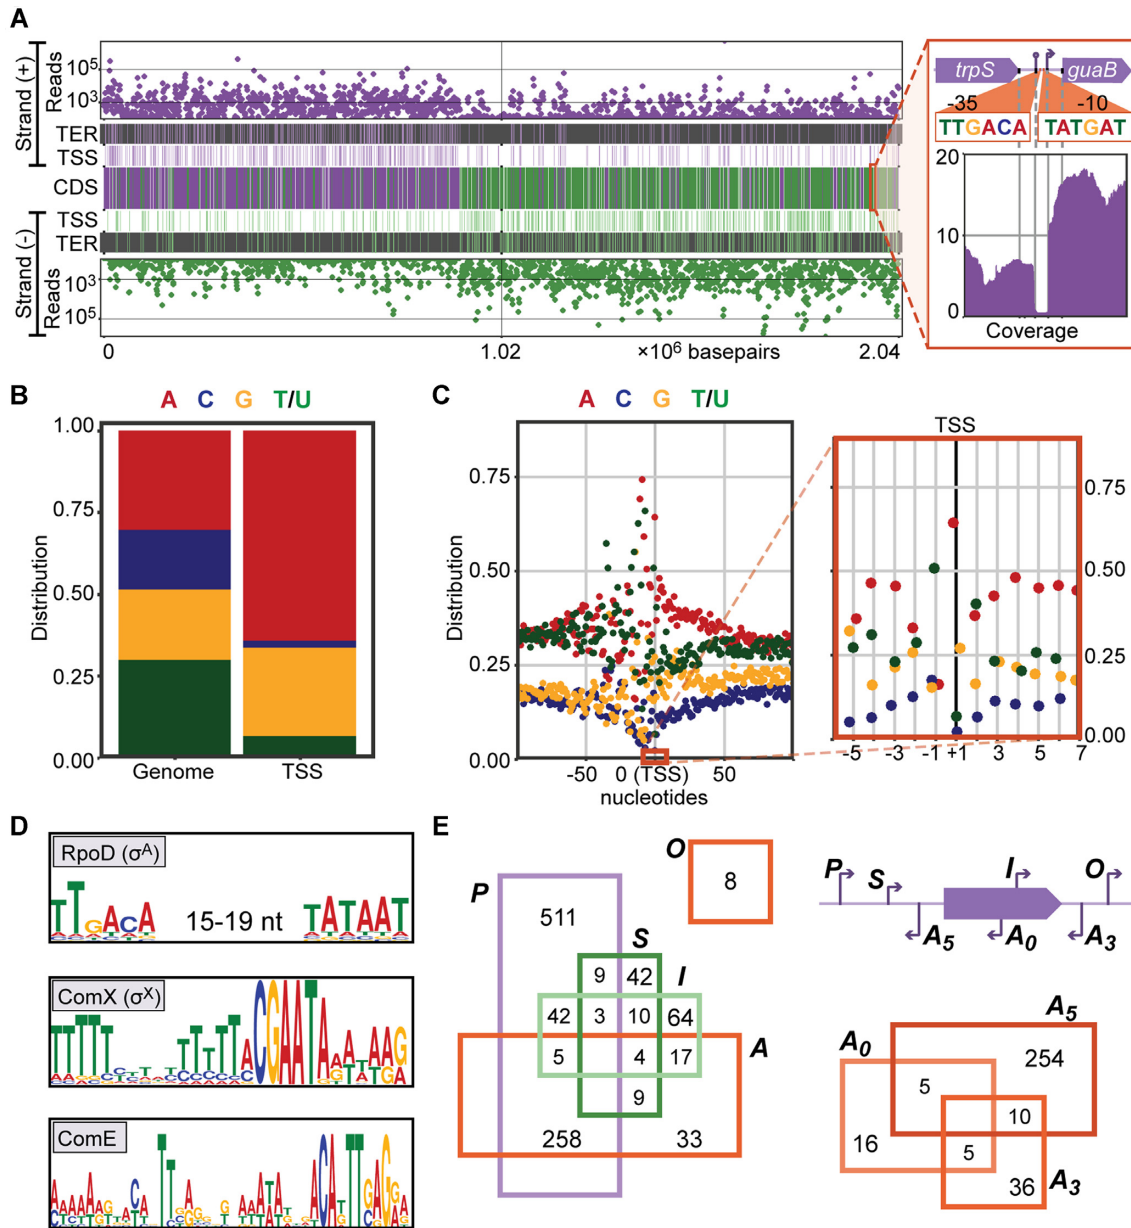 A
Strand (+)
Reads
10⁵
10³
TER
TSS
CDS
TSS
TER
Strand (-)
Reads
10³
10⁵
0
1.02
×10⁶ basepairs
2.04
trpS
guaB
-35
-10
TTGACA
TATGAT
20
10
0
Coverage
B
A C G T/U
1.00
0.75
0.50
0.25
0.00
Distribution
Genome
TSS
C
A C G T/U
0.75
0.50
0.25
0.00
Distribution
-50
0 (TSS)
50
nucleotides
TSS
0.75
0.50
0.25
0.00
-5
-3
-1
+1
3
5
7
D
RpoD (σᴬ)
TTGACA
15-19 nt
TATAAT
ComX (σˣ)
ComE
E
P
511
O
8
S
9
42
I
42
3
10
64
A
5
4
17
9
258
33
P
S
I
O
A₅
A₀
A₃
A₀
A₅
254
5
10
16
5
36
A₃